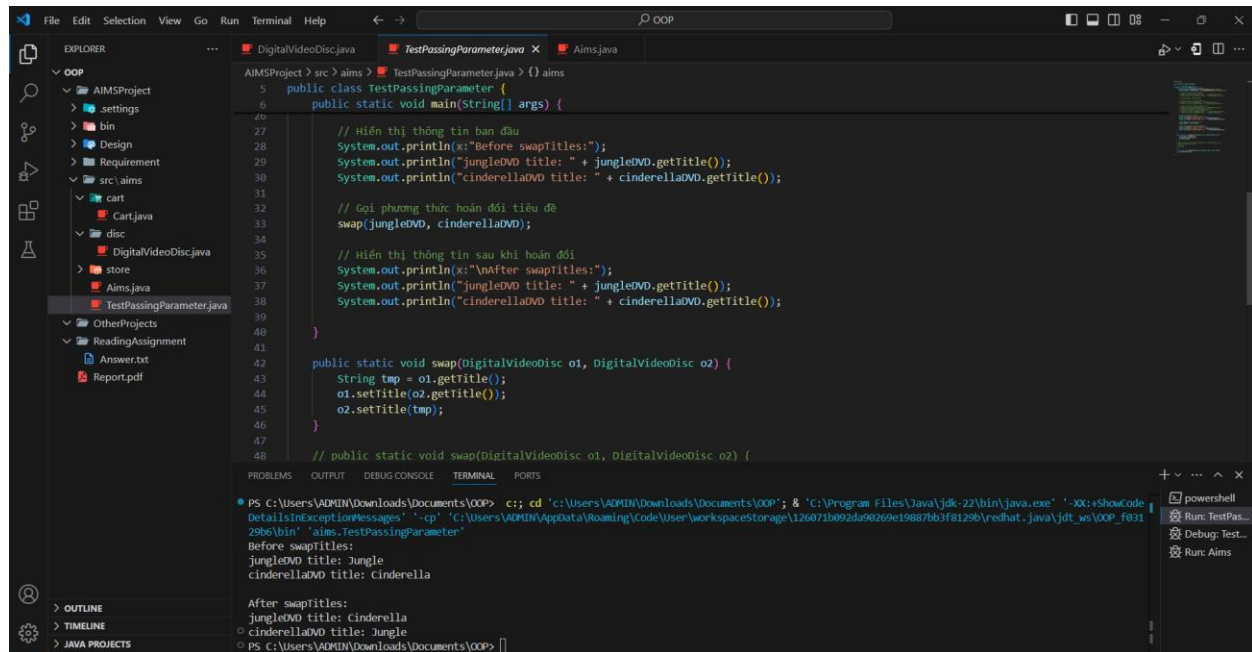 File Edit Selection View Go Run Terminal Help
OOP
EXPLORER
OOP
AIMSProject
.settings
bin
Design
Requirement
src\aims
cart
Cart.java
disc
DigitalVideoDisc.java
store
Aims.java
TestPassingParameter.java
OtherProjects
ReadingAssignment
Answer.txt
Report.pdf
OUTLINE
TIMELINE
JAVA PROJECTS
DigitalVideoDisc.java TestPassingParameter.java Aims.java
AIMSProject > src > aims > TestPassingParameter.java > {} aims
5 public class TestPassingParameter {
6 public static void main(String[] args) {
26
27 // Hiển thị thông tin ban đầu
28 System.out.println(x:"Before swapTitles:");
29 System.out.println("jungleDVD title: " + jungleDVD.getTitle());
30 System.out.println("cinderellaDVD title: " + cinderellaDVD.getTitle());
31
32 // Gọi phương thức hoán đổi tiêu đề
33 swap(jungleDVD, cinderellaDVD);
34
35 // Hiển thị thông tin sau khi hoán đổi
36 System.out.println(x:"\nAfter swapTitles:");
37 System.out.println("jungleDVD title: " + jungleDVD.getTitle());
38 System.out.println("cinderellaDVD title: " + cinderellaDVD.getTitle());
39
40 }
41
42 public static void swap(DigitalVideoDisc o1, DigitalVideoDisc o2) {
43 String tmp = o1.getTitle();
44 o1.setTitle(o2.getTitle());
45 o2.setTitle(tmp);
46 }
47
48 // public static void swap(DigitalVideoDisc o1, DigitalVideoDisc o2) {
PROBLEMS OUTPUT DEBUG CONSOLE TERMINAL PORTS
PS C:\Users\ADMIN\Downloads\Documents\OOP> c:; cd 'c:\Users\ADMIN\Downloads\Documents\OOP'; & 'C:\Program Files\Java\jdk-22\bin\java.exe' '-XX:+ShowCode
DetailsInExceptionMessages' '-cp' 'C:\Users\ADMIN\AppData\Roaming\Code\User\workspaceStorage\126071b092da90269e19887bb3f8129b\redhat.java\jdt_ws\OOP_f031
29b6\bin' 'aims.TestPassingParameter'
Before swapTitles:
jungleDVD title: Jungle
cinderellaDVD title: Cinderella
After swapTitles:
jungleDVD title: Cinderella
cinderellaDVD title: Jungle
PS C:\Users\ADMIN\Downloads\Documents\OOP>
powershell
Run: TestPas...
Debug: Test...
Run: Aims